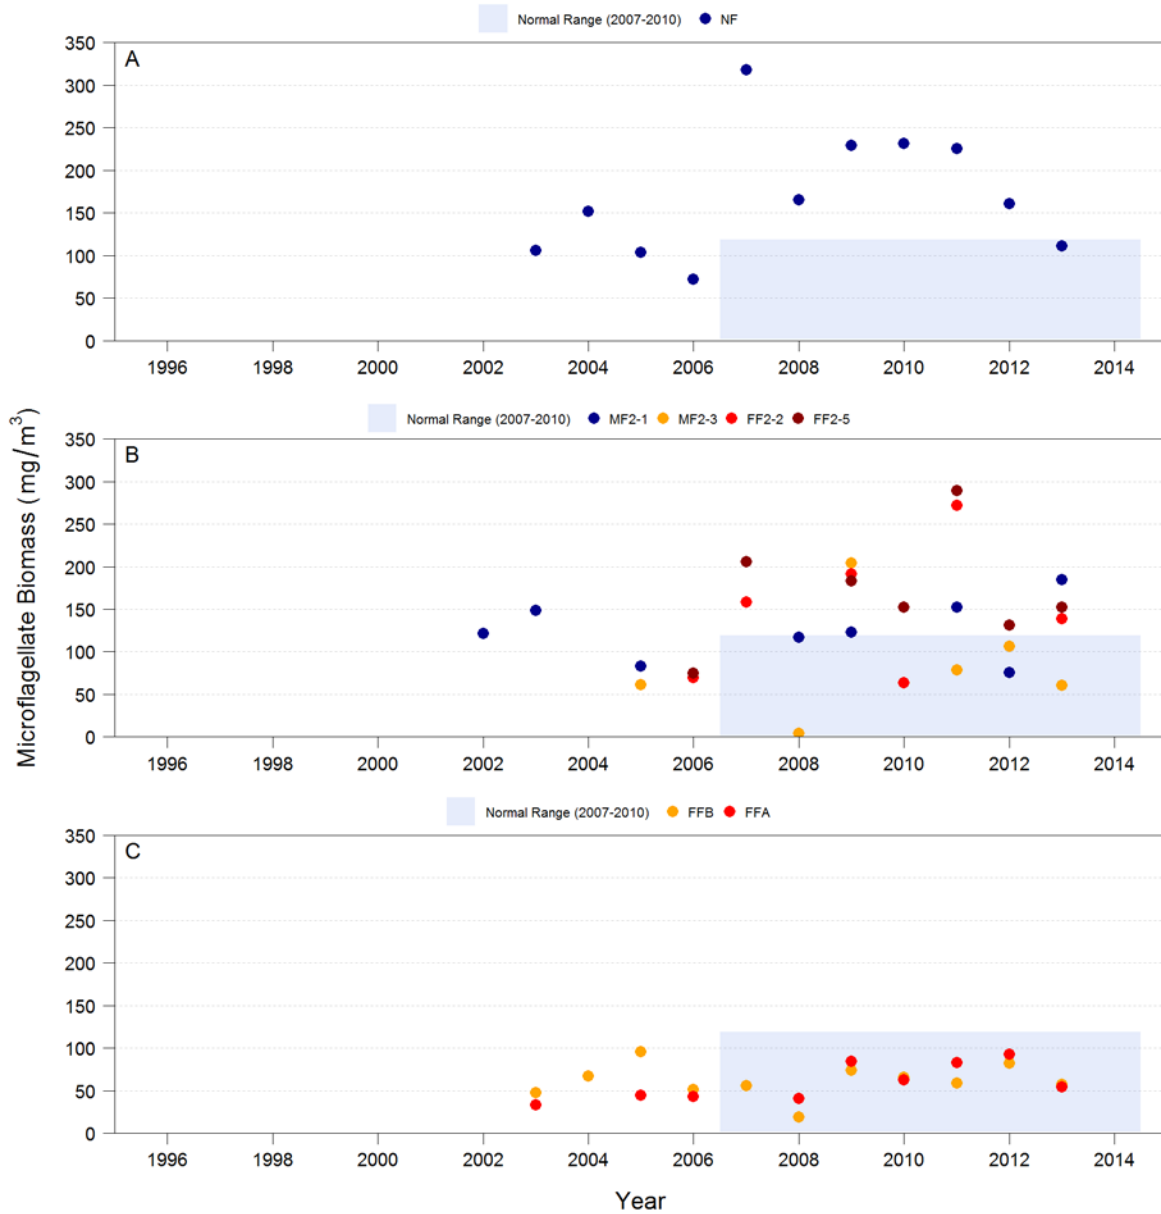 Normal Range (2007-2010) NF
A
350
300
250
200
150
100
50
0
1996 1998 2000 2002 2004 2006 2008 2010 2012 2014
Normal Range (2007-2010) MF2-1 MF2-3 FF2-2 FF2-5
B
350
300
250
200
150
100
50
0
1996 1998 2000 2002 2004 2006 2008 2010 2012 2014
Microflagellate Biomass (mg/m³)
Normal Range (2007-2010) FFB FFA
C
350
300
250
200
150
100
50
0
1996 1998 2000 2002 2004 2006 2008 2010 2012 2014
Year